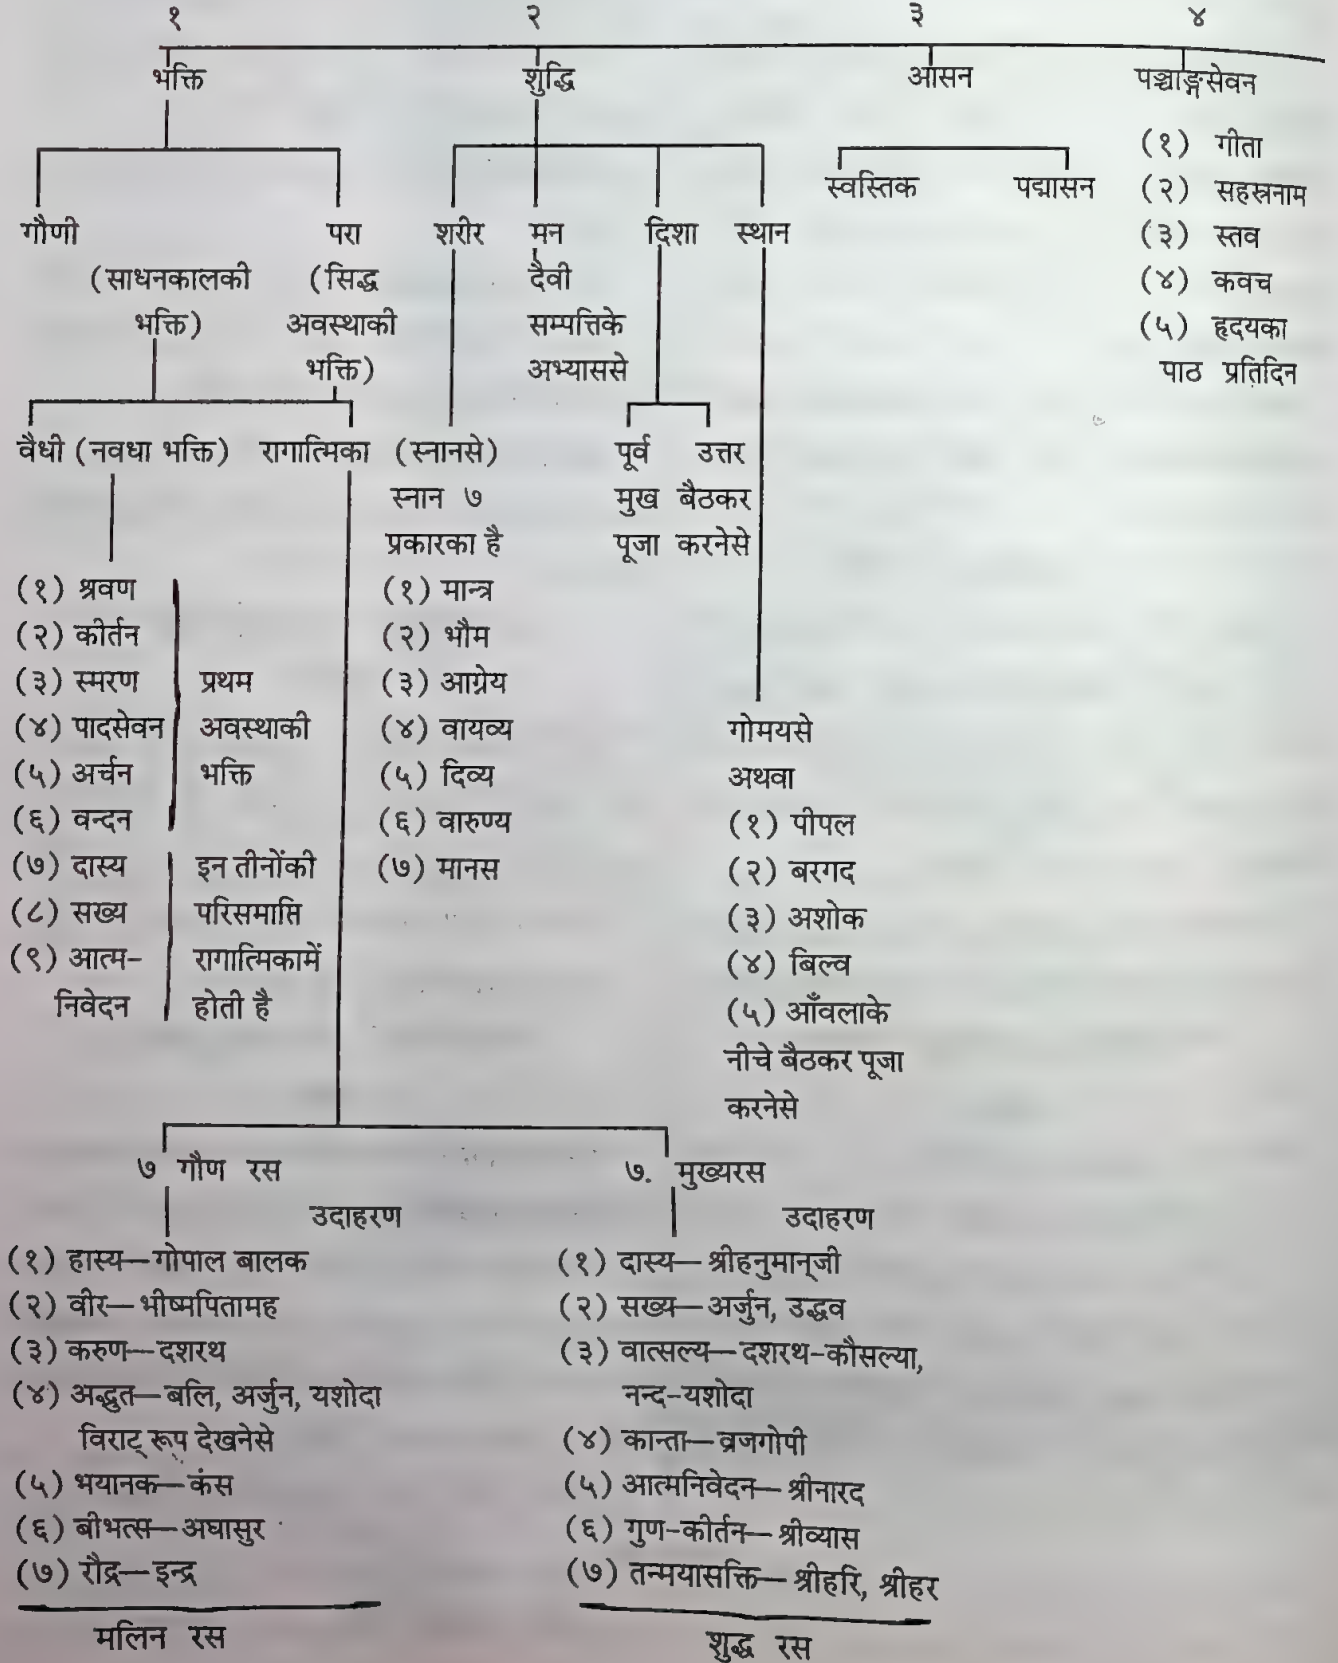 १ २ ३ ४
भक्ति शुद्धि आसन पञ्चाङ्गसेवन
(१) गीता
स्वस्तिक पद्मासन (२) सहस्रनाम
गौणी परा शरीर मन दिशा स्थान (३) स्तव
(साधनकालकी (सिद्ध दैवी (४) कवच
भक्ति) अवस्थाकी सम्पत्तिके (५) हृदयका
भक्ति) अभ्याससे पाठ प्रतिदिन
वैधी (नवधा भक्ति) रागात्मिका (स्नानसे) पूर्व उत्तर
स्नान ७ मुख बैठकर
प्रकारका है पूजा करनेसे
(१) श्रवण (१) मान्त्र
(२) कीर्तन (२) भौम
(३) स्मरण प्रथम (३) आग्रेय
(४) पादसेवन अवस्थाकी (४) वायव्य गोमयसे
(५) अर्चन भक्ति (५) दिव्य अथवा
(६) वन्दन (६) वारुण्य (१) पीपल
(७) दास्य इन तीनोंकी (७) मानस (२) बरगद
(८) सख्य परिसमाप्ति (३) अशोक
(९) आत्म- रागात्मिकामें (४) बिल्व
निवेदन होती है (५) आँवलाके
नीचे बैठकर पूजा
करनेसे
७ गौण रस ७. मुख्यरस
उदाहरण उदाहरण
(१) हास्य—गोपाल बालक (१) दास्य—श्रीहनुमान्‌जी
(२) वीर—भीष्मपितामह (२) सख्य—अर्जुन, उद्धव
(३) करुण—दशरथ (३) वात्सल्य—दशरथ-कौसल्या,
(४) अद्भुत—बलि, अर्जुन, यशोदा नन्द-यशोदा
विराट् रूप देखनेसे (४) कान्ता—व्रजगोपी
(५) भयानक—कंस (५) आत्मनिवेदन—श्रीनारद
(६) बीभत्स—अघासुर (६) गुण-कीर्तन—श्रीव्यास
(७) रौद्र—इन्द्र (७) तन्मयासक्ति—श्रीहरि, श्रीहर
मलिन रस शुद्ध रस